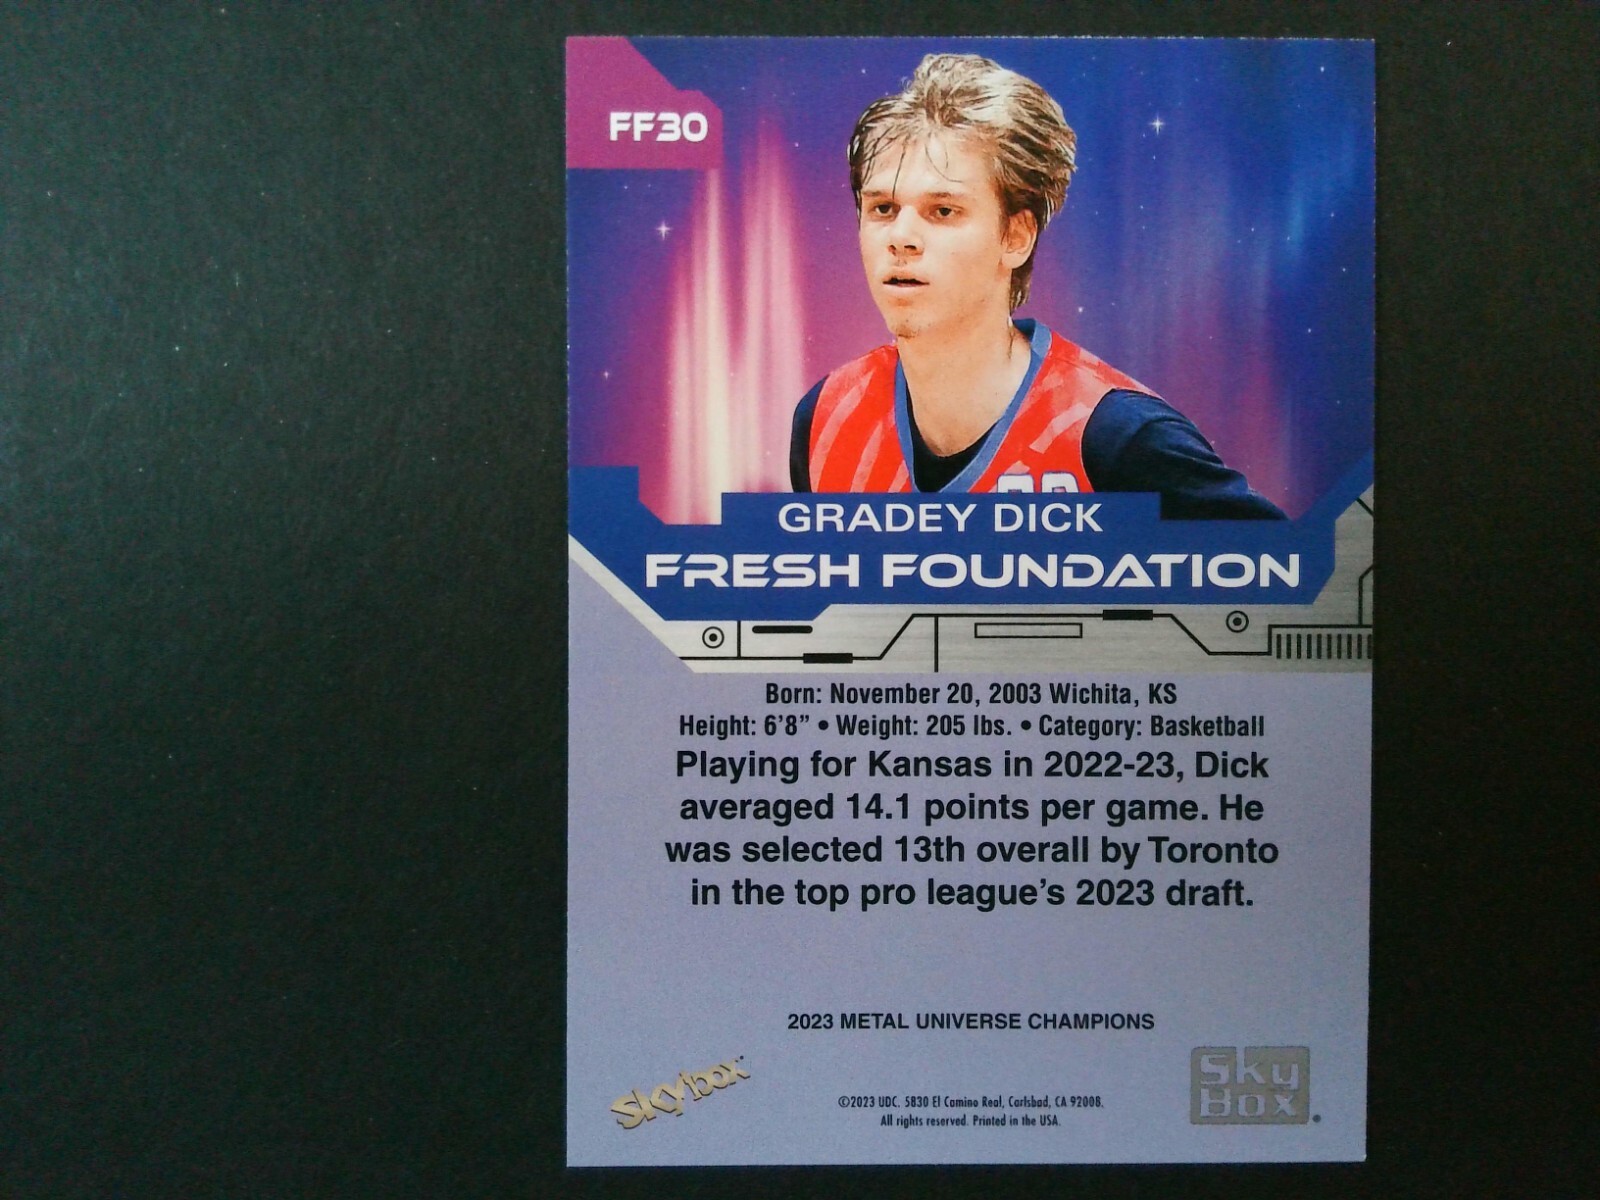 FF30
GRADEY DICK
FRESH FOUNDATION
Born: November 20, 2003 Wichita, KS
Height: 6'8” • Weight: 205 lbs. • Category: Basketball
Playing for Kansas in 2022-23, Dick
averaged 14.1 points per game. He
was selected 13th overall by Toronto
in the top pro league’s 2023 draft.
2023 METAL UNIVERSE CHAMPIONS
Skybox
Sky
Box
©2023 UDC. 5830 El Camino Real, Carlsbad, CA 92008.
All rights reserved. Printed in the USA.